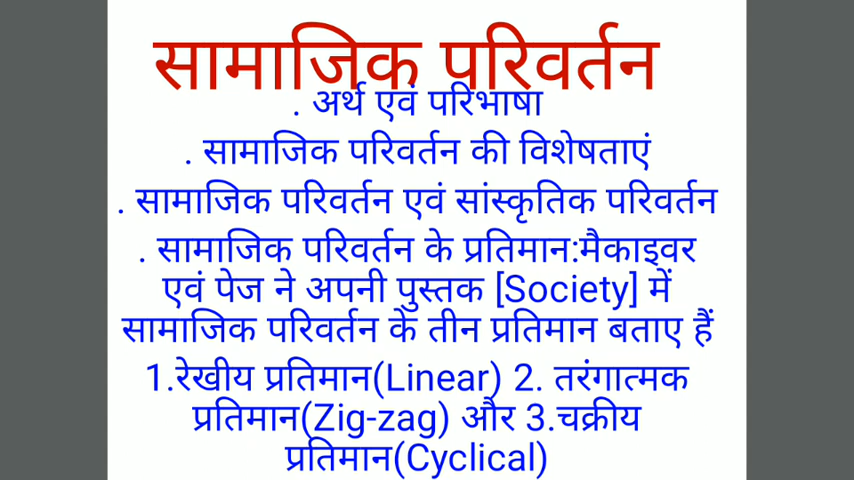 सामाजिक परिवर्तन
. अर्थ एवं परिभाषा
. सामाजिक परिवर्तन की विशेषताएं
. सामाजिक परिवर्तन एवं सांस्कृतिक परिवर्तन
. सामाजिक परिवर्तन के प्रतिमान:मैकाइवर
एवं पेज ने अपनी पुस्तक [Society] में
सामाजिक परिवर्तन के तीन प्रतिमान बताए हैं
1.रेखीय प्रतिमान(Linear) 2. तरंगात्मक
प्रतिमान(Zig-zag) और 3.चक्रीय
प्रतिमान(Cyclical)